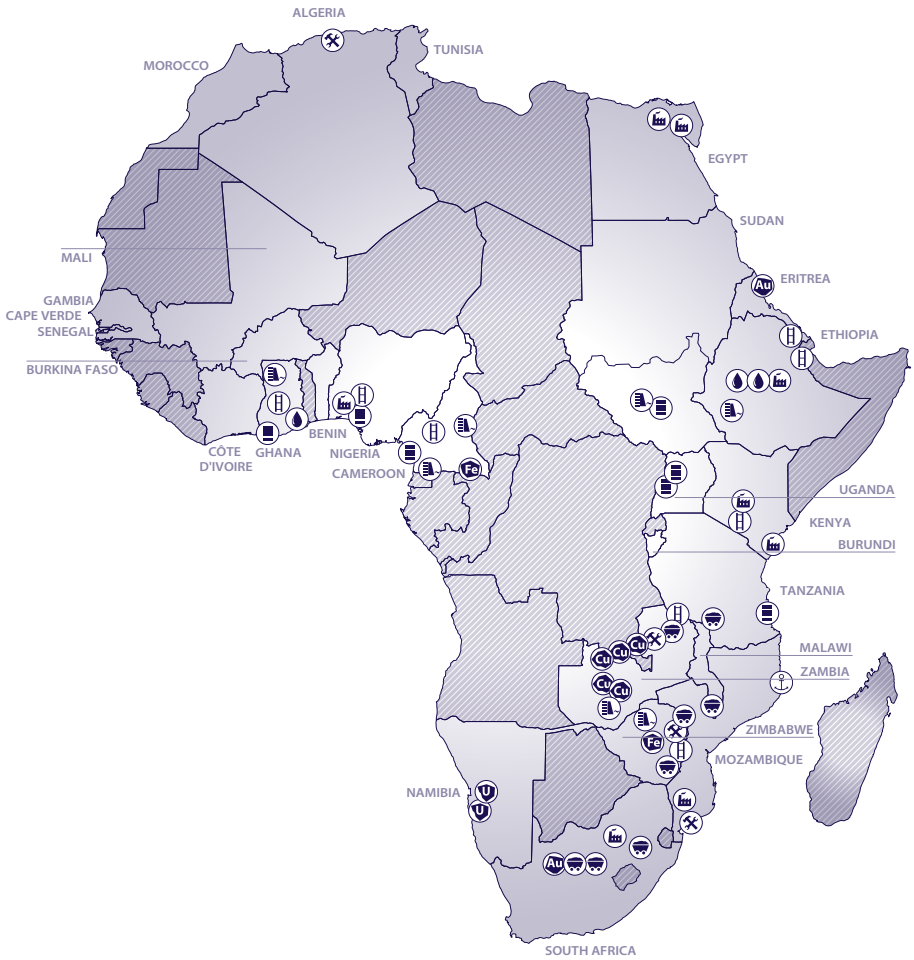 ALGERIA
TUNISIA
MOROCCO
EGYPT
SUDAN
MALI
ERITREA
Au
GAMBIA
CAPE VERDE
SENEGAL
ETHIOPIA
BURKINA FASO
BENIN
CÔTE
D'IVOIRE
GHANA
NIGERIA
CAMEROON
Fe
UGANDA
KENYA
BURUNDI
TANZANIA
Cu
Cu
Cu
MALAWI
ZAMBIA
Cu
Cu
ZIMBABWE
Fe
MOZAMBIQUE
NAMIBIA
U
U
Au
SOUTH AFRICA